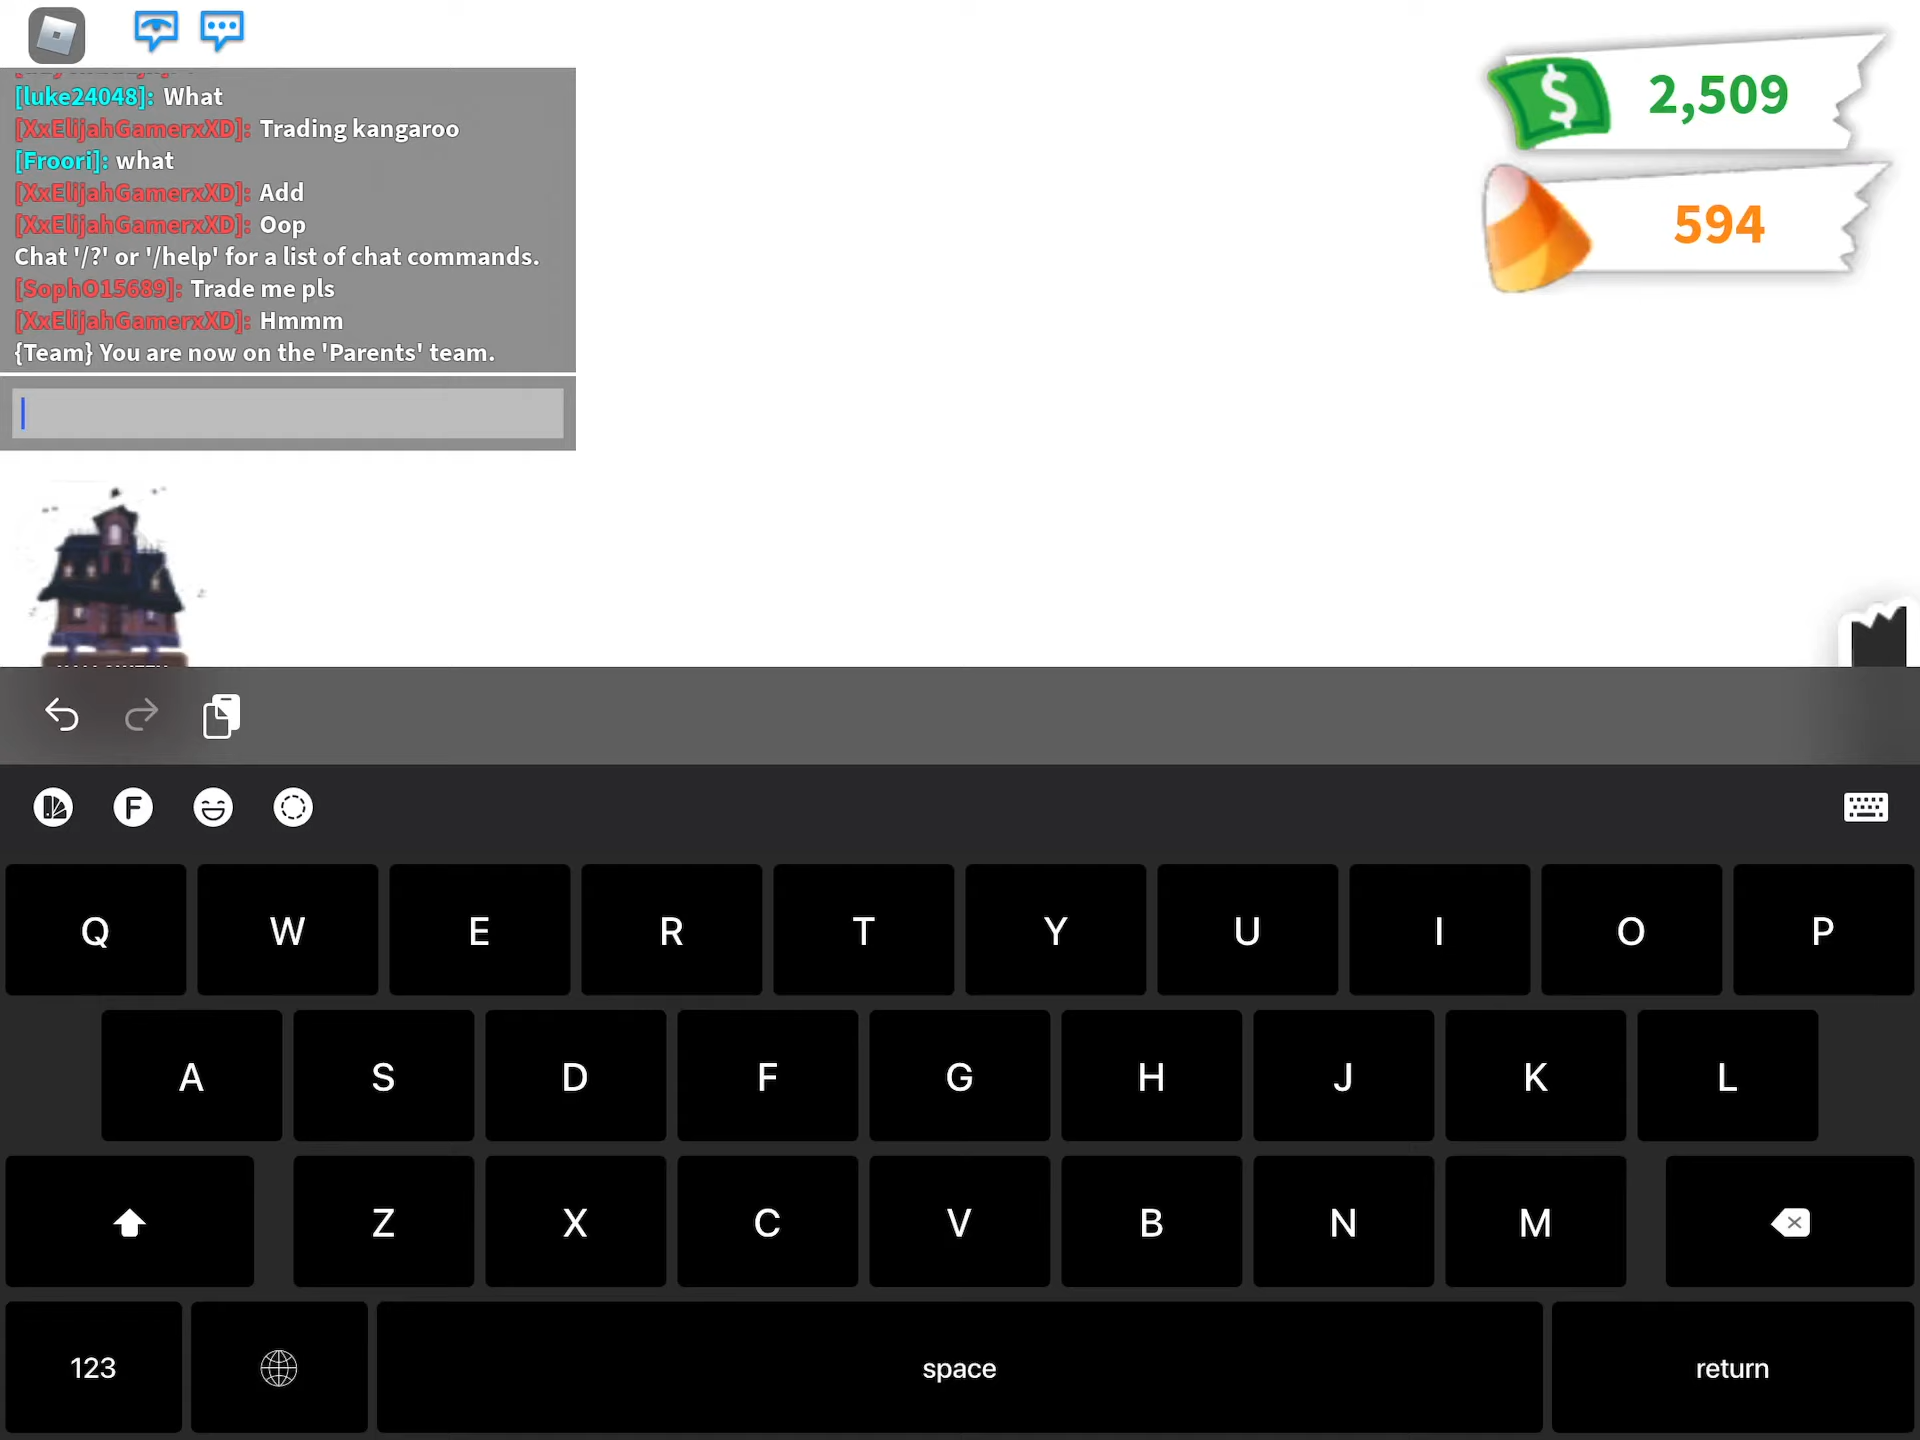 [luke24048]: What
[XxElijahGamerxXD]: Trading kangaroo
[Froori]: what
[XxElijahGamerxXD]: Add
[XxElijahGamerxXD]: Oop
Chat '/?' or '/help' for a list of chat commands.
[SophO15689]: Trade me pls
[XxElijahGamerxXD]: Hmmm
{Team} You are now on the 'Parents' team.
$ 2,509
594
F
Q W E R T Y U I O P
A S D F G H J K L
Z X C V B N M
123 space return